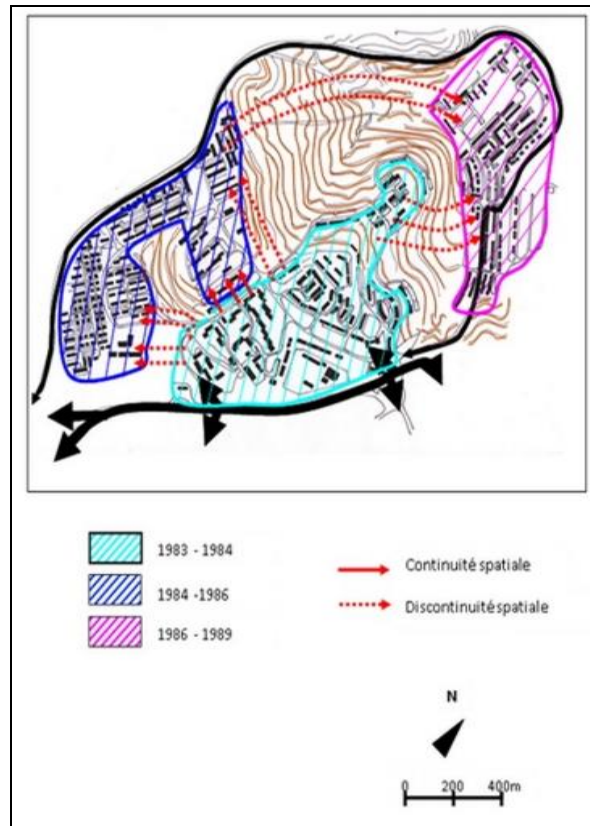 1983 - 1984
1984 -1986
1986 - 1989
Continuité spatiale
Discontinuité spatiale
N
0 200 400m